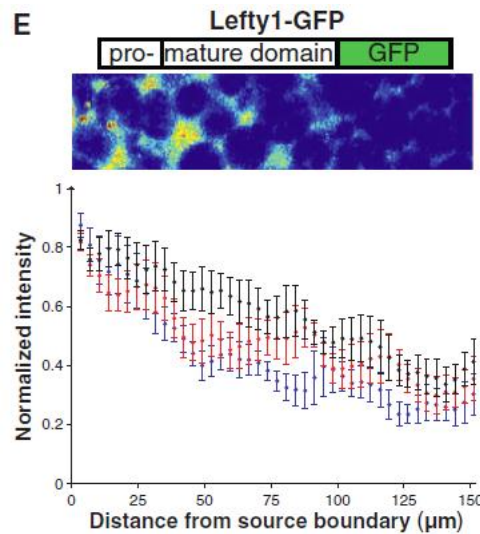 E
Lefty1-GFP
pro- mature domain GFP
1
0.8
0.6
0.4
0.2
0
Normalized intensity
0 25 50 75 100 125 150
Distance from source boundary (μm)